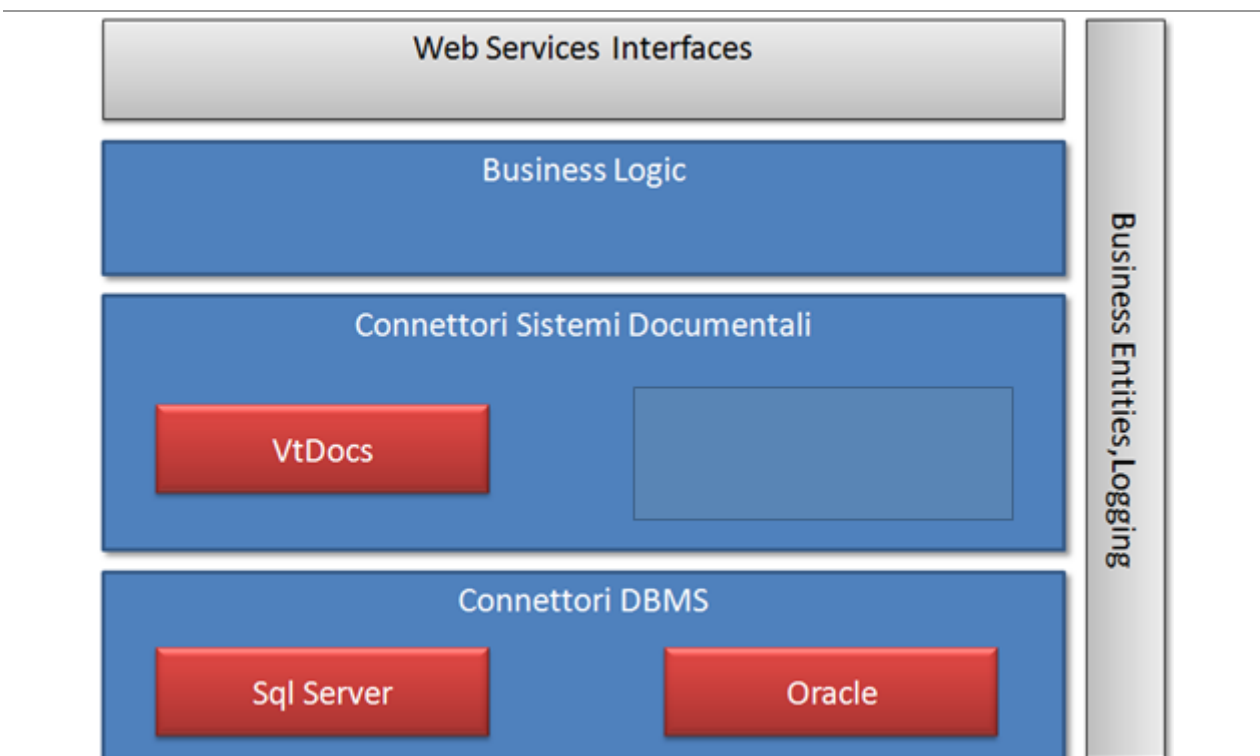 Web Services Interfaces
Business Logic
Connettori Sistemi Documentali
VtDocs
Connettori DBMS
Sql Server
Oracle
Business Entities,Logging